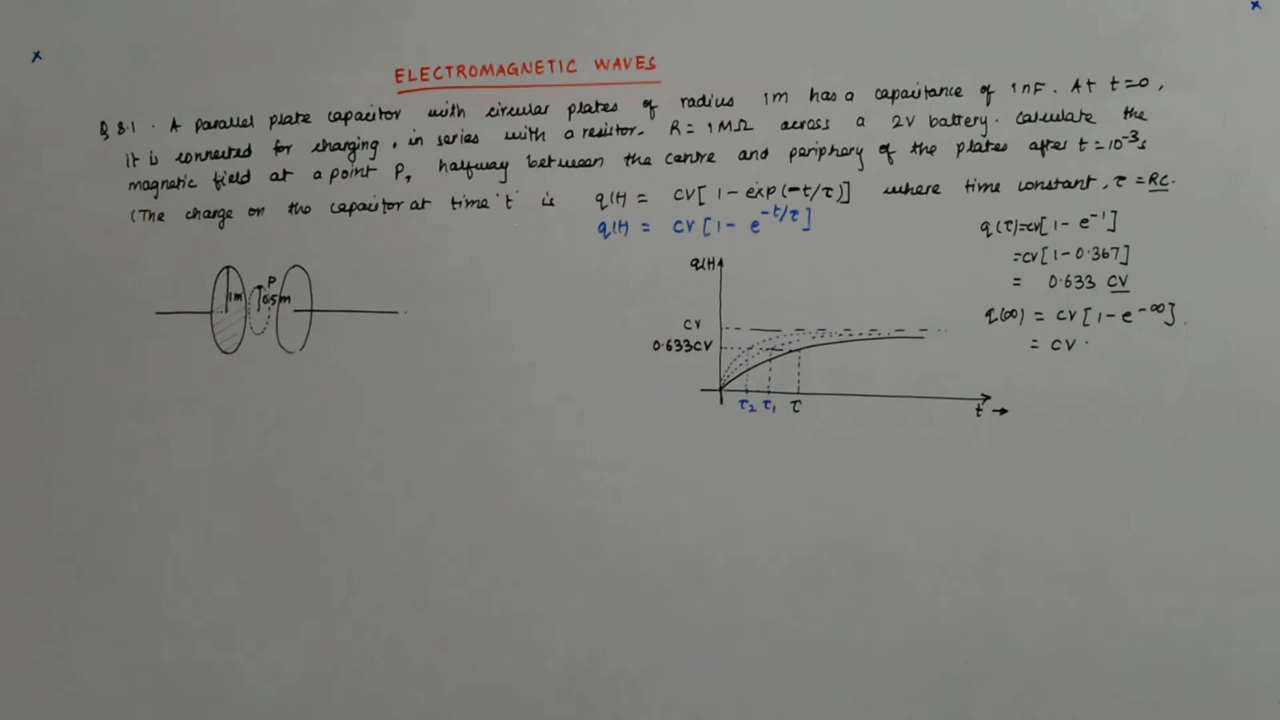 x
x
ELECTROMAGNETIC WAVES
Q 8.1 . A parallel plate capacitor with circular plates of radius 1m has a capacitance of 1nF. At t=0,
it is connected for charging, in series with a resistor. R = 1MΩ across a 2V battery. Calculate the
magnetic field at a point P, halfway between the centre and periphery of the plates after t = 10⁻³s
(The charge on the capacitor at time 't' is q(t) = CV[ 1 - exp(-t/τ)] where time constant, τ = RC.
q(t) = CV [ 1 - e^{-t/τ}]
q(τ) = CV[ 1 - e⁻¹]
= CV[ 1 - 0.367]
= 0.633 CV
q(∞) = CV [1 - e^{-∞}]
= CV .
1m
P
0.5m
q(t)
CV
0.633CV
τ₂ τ₁ τ
t →